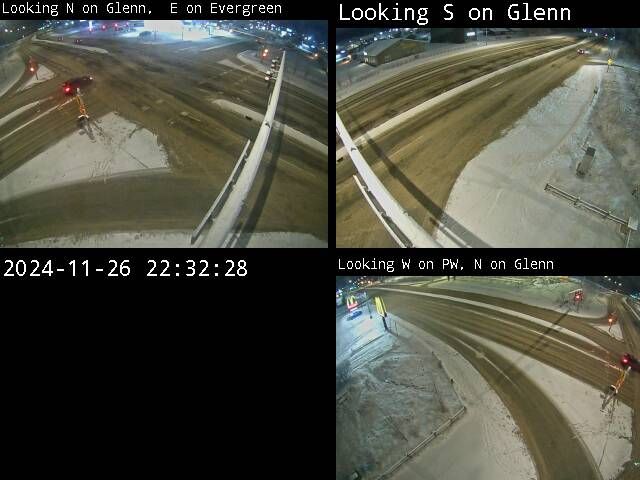 Looking N on Glenn,  E on Evergreen
Looking S on Glenn
2024-11-26 22:32:28
Looking W on PW, N on Glenn